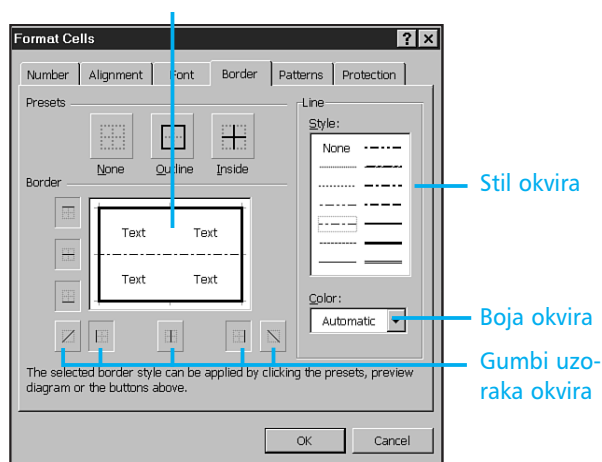 Format Cells
Number Alignment Font Border Patterns Protection
Presets
None Outline Inside
Border
Text Text
Text Text
Line
Style:
None
Color:
Automatic
The selected border style can be applied by clicking the presets, preview
diagram or the buttons above.
OK Cancel
Stil okvira
Boja okvira
Gumbi uzo-
raka okvira